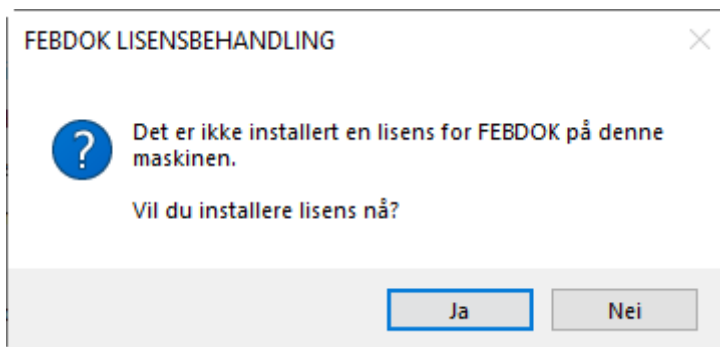 FEBDOK LISENSBEHANDLING
Det er ikke installert en lisens for FEBDOK på denne
maskinen.
Vil du installere lisens nå?
Ja
Nei